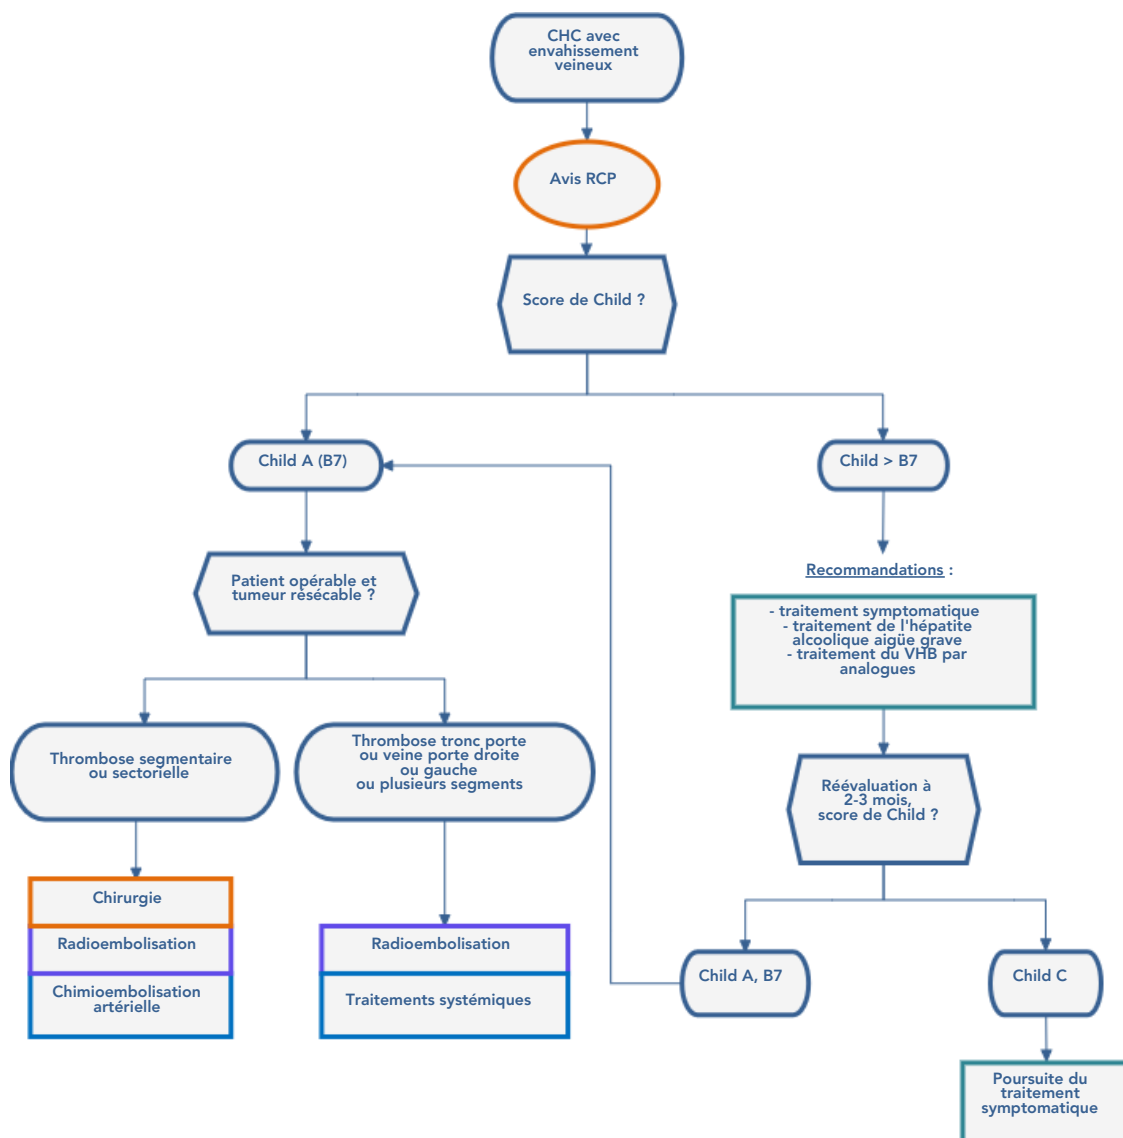 CHC avec
envahissement
veineux
Avis RCP
Score de Child ?
Child A (B7)
Child > B7
Patient opérable et
tumeur résécable ?
Recommandations :
- traitement symptomatique
- traitement de l'hépatite
alcoolique aigüe grave
- traitement du VHB par
analogues
Thrombose segmentaire
ou sectorielle
Thrombose tronc porte
ou veine porte droite
ou gauche
ou plusieurs segments
Réévaluation à
2-3 mois,
score de Child ?
Chirurgie
Radioembolisation
Chimioembolisation
artérielle
Radioembolisation
Traitements systémiques
Child A, B7
Child C
Poursuite du
traitement
symptomatique